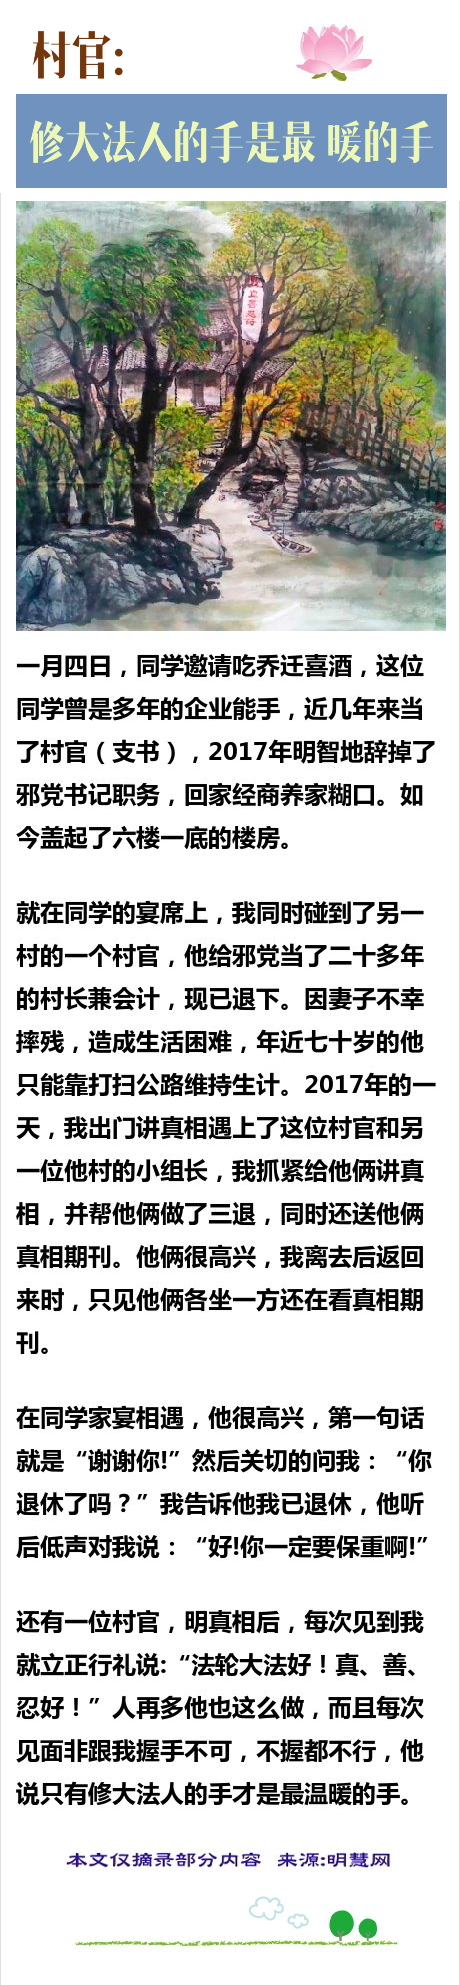 村官:
修大法人的手是最 暖的手
一月四日，同学邀请吃乔迁喜酒，这位
同学曾是多年的企业能手，近几年来当
了村官（支书），2017年明智地辞掉了
邪党书记职务，回家经商养家糊口。如
今盖起了六楼一底的楼房。
就在同学的宴席上，我同时碰到了另一
村的一个村官，他给邪党当了二十多年
的村长兼会计，现已退下。因妻子不幸
摔残，造成生活困难，年近七十岁的他
只能靠打扫公路维持生计。2017年的一
天，我出门讲真相遇上了这位村官和另
一位他村的小组长，我抓紧给他俩讲真
相，并帮他俩做了三退，同时还送他俩
真相期刊。他俩很高兴，我离去后返回
来时，只见他俩各坐一方还在看真相期
刊。
在同学家宴相遇，他很高兴，第一句话
就是“谢谢你!”然后关切的问我：“你
退休了吗？”我告诉他我已退休，他听
后低声对我说：“好!你一定要保重啊!”
还有一位村官，明真相后，每次见到我
就立正行礼说:“法轮大法好！真、善、
忍好！”人再多他也这么做，而且每次
见面非跟我握手不可，不握都不行，他
说只有修大法人的手才是最温暖的手。
本文仅摘录部分内容 来源:明慧网